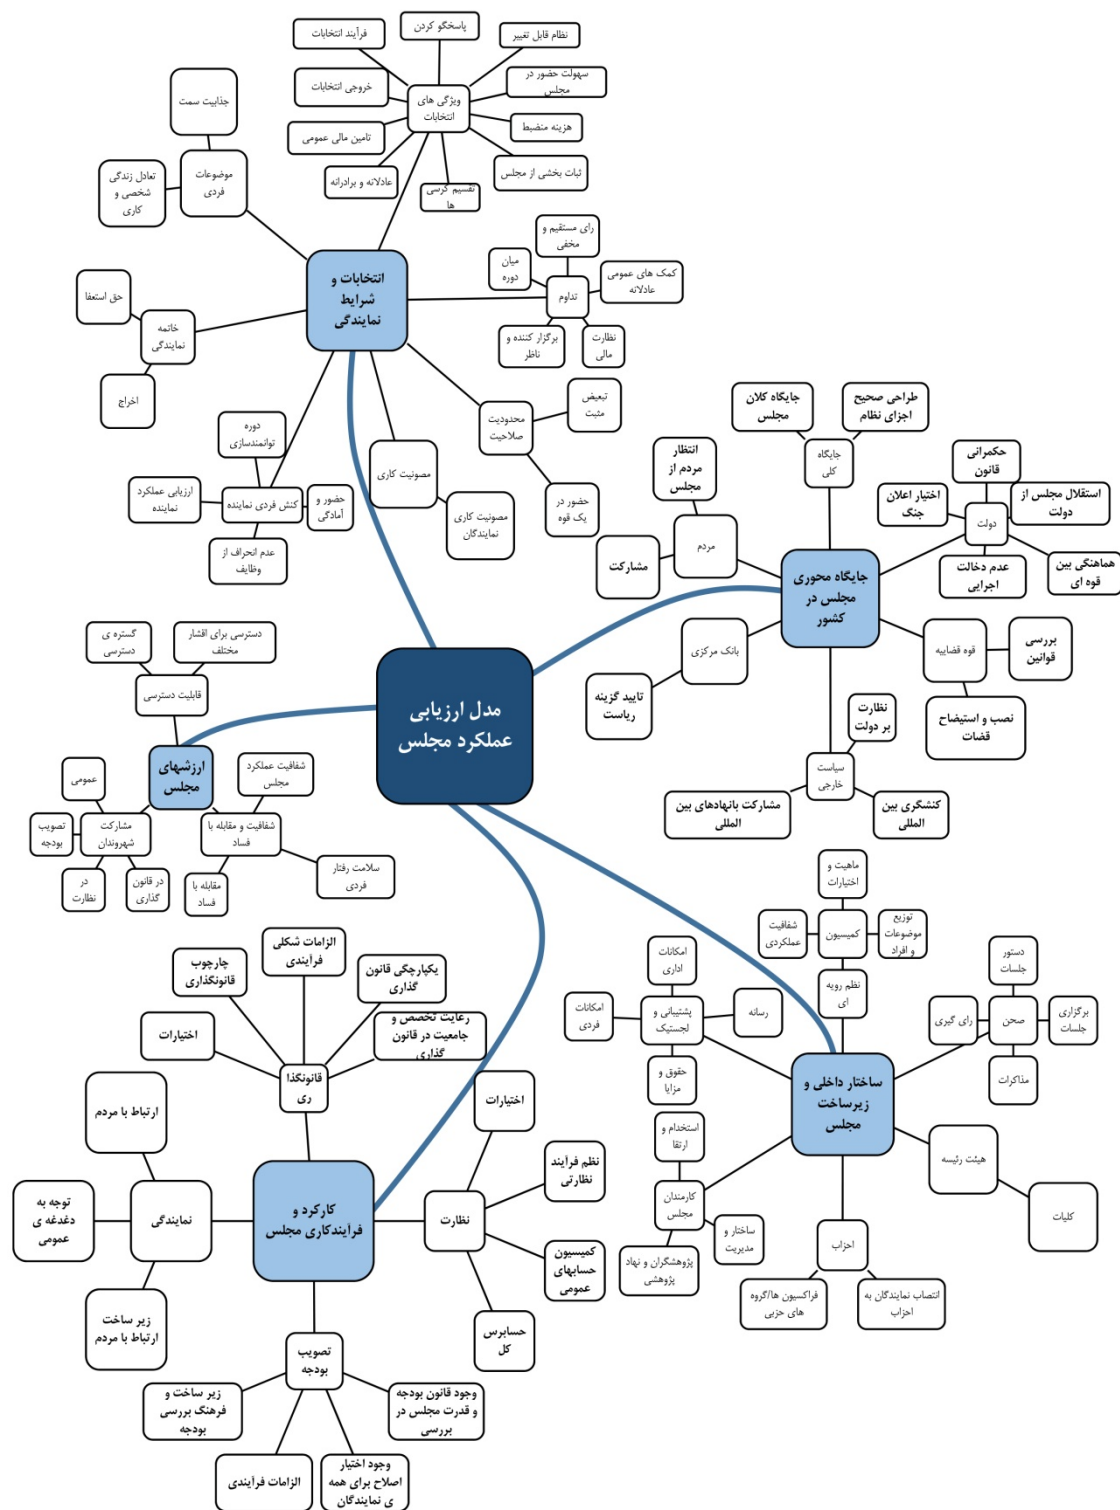 پاسخگو کردن
فرآیند انتخابات
نظام قابل تغییر
خروجی انتخابات
ویژگی های
انتخابات
سهولت حضور در
مجلس
تامین مالی عمومی
هزینه منضبط
عادلانه و برادرانه
تقسیم کرسی
ها
ثبات بخشی از مجلس
جذابیت سمت
موضوعات
فردی
تعادل زندگی
شخصی و
کاری
انتخابات و
شرایط
نمایندگی
رای مستقیم و
مخفی
میان
دوره
تداوم
کمک های عمومی
عادلانه
برگزار کننده و
ناظر
نظارت
مالی
حق استعفا
خاتمه
نمایندگی
اخراج
محدودیت
صلاحیت
تبعیض
مثبت
حضور در
یک قوه
مصونیت کاری
مصونیت کاری
نمایندگان
دوره
توانمندسازی
ارزیابی عملکرد
نماینده
کنش فردی نماینده
حضور و
آمادگی
عدم انحراف از
وظایف
جایگاه کلان
مجلس
طراحی صحیح
اجزای نظام
جایگاه
کلی
انتظار
مردم از
مجلس
مردم
مشارکت
حکمرانی
قانون
اختیار اعلان
جنگ
دولت
استقلال مجلس از
دولت
عدم دخالت
اجرایی
هماهنگی بین
قوه ای
جایگاه محوری
مجلس در
کشور
بانک مرکزی
تایید گزینه
ریاست
قوه قضاییه
بررسی
قوانین
نصب و استیضاح
قضات
نظارت
بر دولت
سیاست
خارجی
مشارکت بانهادهای بین
المللی
کنشگری بین
المللی
مدل ارزیابی
عملکرد مجلس
گستره ی
دسترسی
دسترسی برای اقشار
مختلف
قابلیت دسترسی
ارزشهای
مجلس
شفافیت عملکرد
مجلس
عمومی
تصویب
بودجه
مشارکت
شهروندان
شفافیت و مقابله با
فساد
در
نظارت
در قانون
گذاری
مقابله با
فساد
سلامت رفتار
فردی
ماهیت و
اختیارات
شفافیت
عملکردی
کمیسیون
توزیع
موضوعات
و افراد
نظم رویه
ای
دستور
جلسات
رای گیری
صحن
برگزاری
جلسات
مذاکرات
امکانات
اداری
امکانات
فردی
پشتیبانی و
لجستیک
رسانه
حقوق و
مزایا
ساختار داخلی و
زیرساخت
مجلس
استخدام و
ارتقا
کارمندان
مجلس
ساختار و
مدیریت
پژوهشگران و نهاد
پژوهشی
هیئت رئیسه
کلیات
احزاب
فراکسیون ها/گروه
های حزبی
انتصاب نمایندگان به
احزاب
الزامات شکلی
فرآیندی
چارچوب
قانونگذاری
یکپارچگی قانون
گذاری
اختیارات
رعایت تخصص و
جامعیت در قانون
گذاری
قانونگذا
ری
ارتباط با مردم
نمایندگی
توجه به
دغدغه ی
عمومی
زیر ساخت
ارتباط با مردم
کارکرد و
فرآیندکاری مجلس
اختیارات
نظم فرآیند
نظارتی
نظارت
کمیسیون
حسابهای
عمومی
حسابرس
کل
تصویب
بودجه
زیر ساخت و
فرهنگ بررسی
بودجه
وجود قانون بودجه
و قدرت مجلس در
بررسی
الزامات فرآیندی
وجود اختیار
اصلاح برای همه
ی نمایندگان